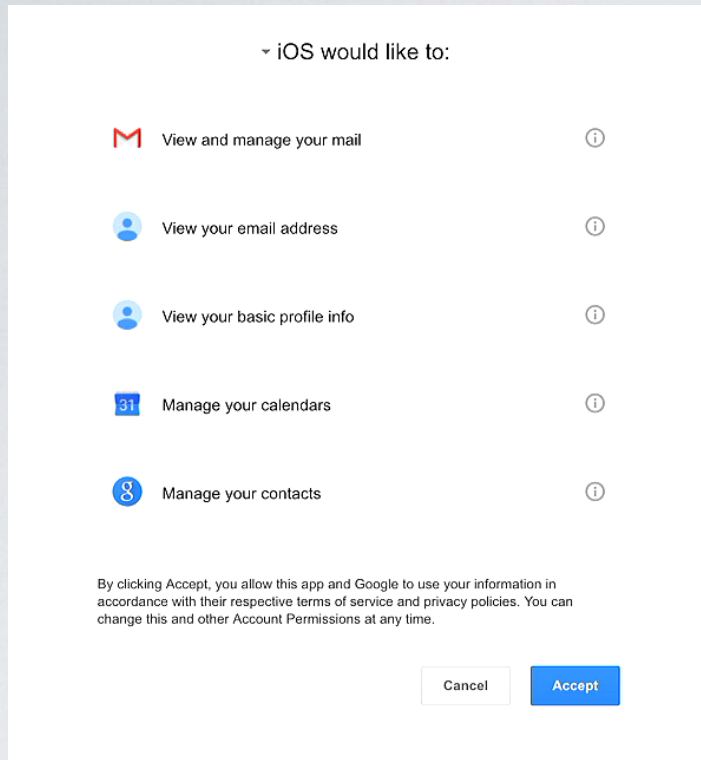 iOS would like to:
View and manage your mail
View your email address
View your basic profile info
31
Manage your calendars
g
Manage your contacts
By clicking Accept, you allow this app and Google to use your information in
accordance with their respective terms of service and privacy policies. You can
change this and other Account Permissions at any time.
Cancel Accept